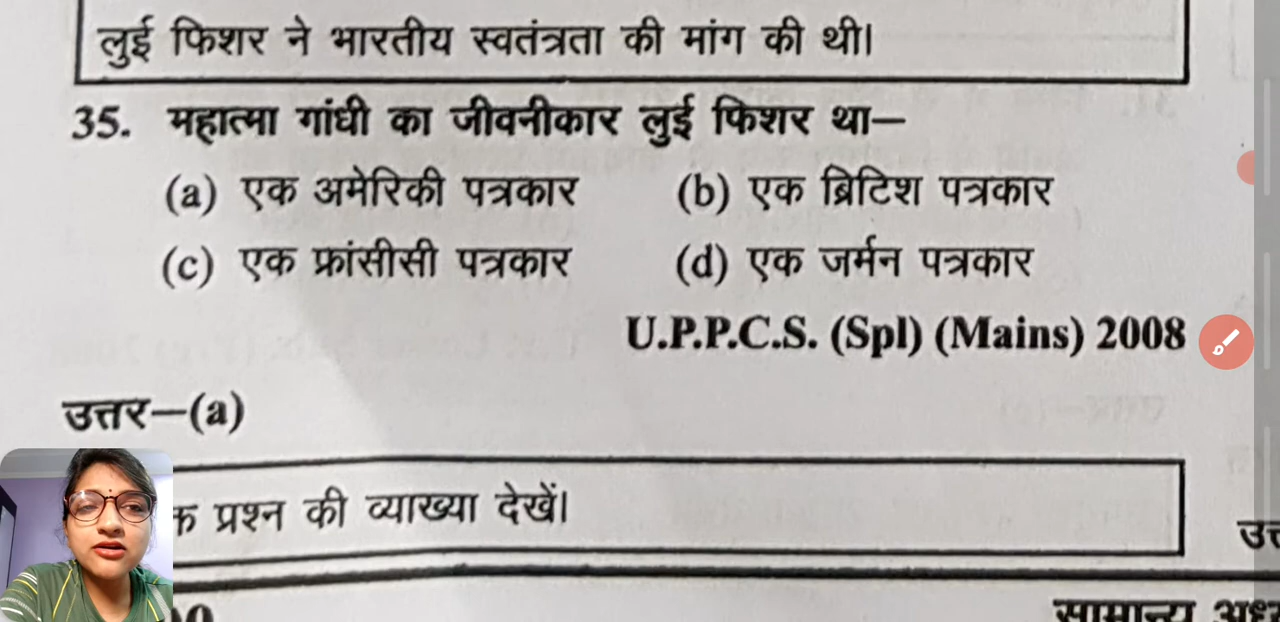 लुई फिशर ने भारतीय स्वतंत्रता की मांग की थी।
35. महात्मा गांधी का जीवनीकार लुई फिशर था—
(a) एक अमेरिकी पत्रकार (b) एक ब्रिटिश पत्रकार
(c) एक फ्रांसीसी पत्रकार (d) एक जर्मन पत्रकार
U.P.P.C.S. (Spl) (Mains) 2008
उत्तर—(a)
प्रश्न की व्याख्या देखें।
सामान्य